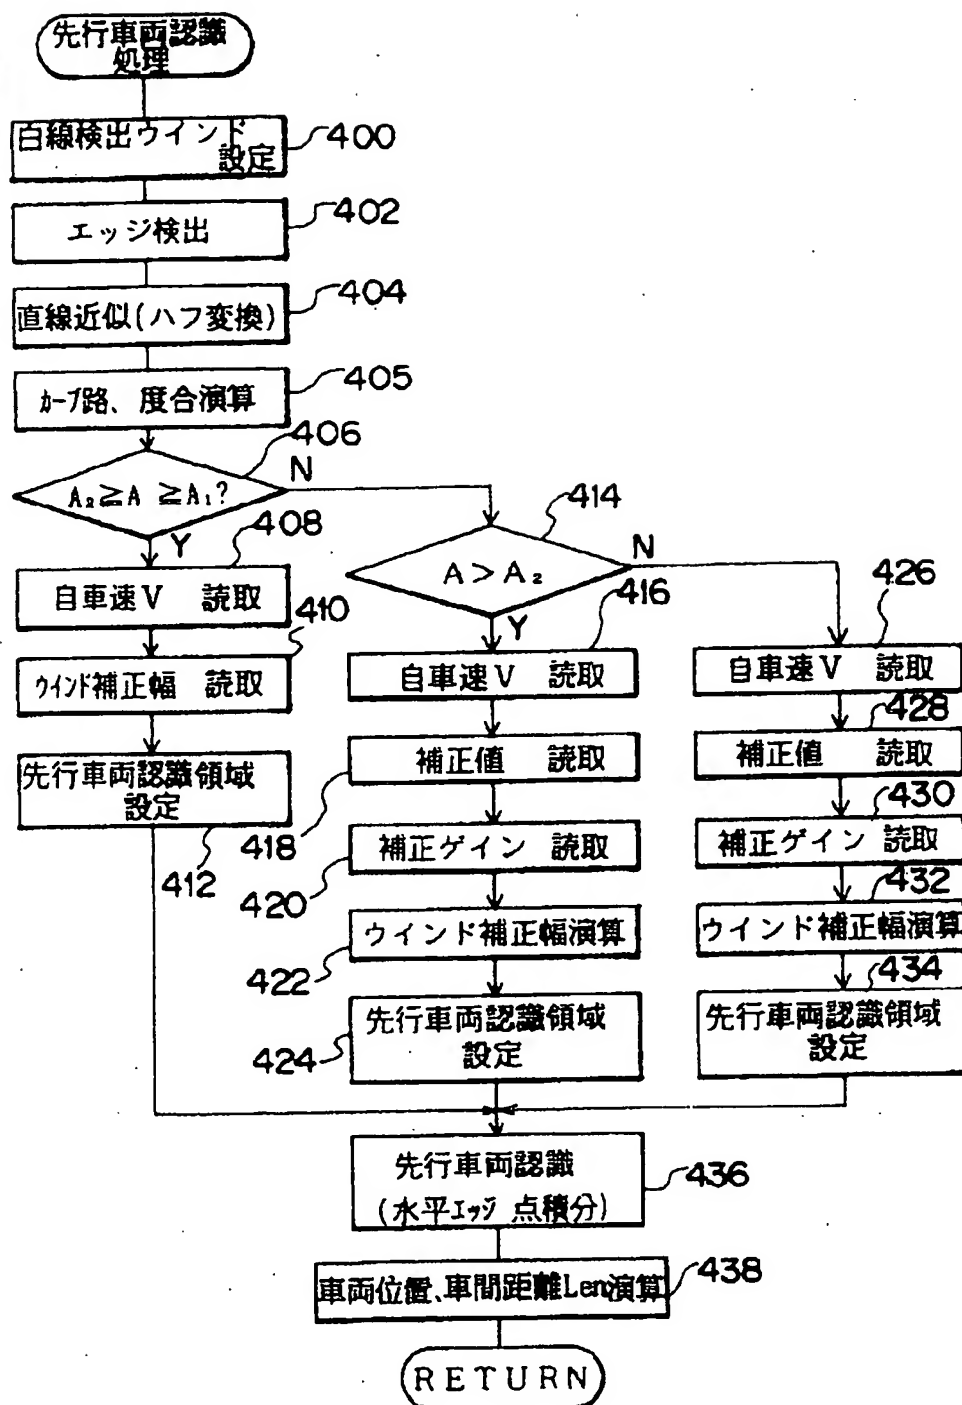 先行車両認識
処理
白線検出ウインド
設定
400
エッジ検出
402
直線近似(ハフ変換)
404
カーブ路、度合演算
405
A₂≧A ≧A₁?
406
N
Y
自車速V 読取
408
ウインド補正幅 読取
410
先行車両認識領域
設定
412
A>A₂
414
N
Y
自車速V 読取
416
補正値 読取
418
補正ゲイン 読取
420
ウインド補正幅演算
422
先行車両認識領域
設定
424
自車速V 読取
426
補正値 読取
428
補正ゲイン 読取
430
ウインド補正幅演算
432
先行車両認識領域
設定
434
先行車両認識
(水平エッジ 点積分)
436
車両位置、車間距離Len演算
438
RETURN